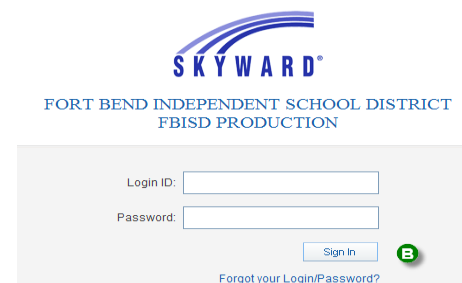 SKYWARD®
FORT BEND INDEPENDENT SCHOOL DISTRICT
FBISD PRODUCTION
Login ID:
Password:
Sign In B
Forgot your Login/Password?